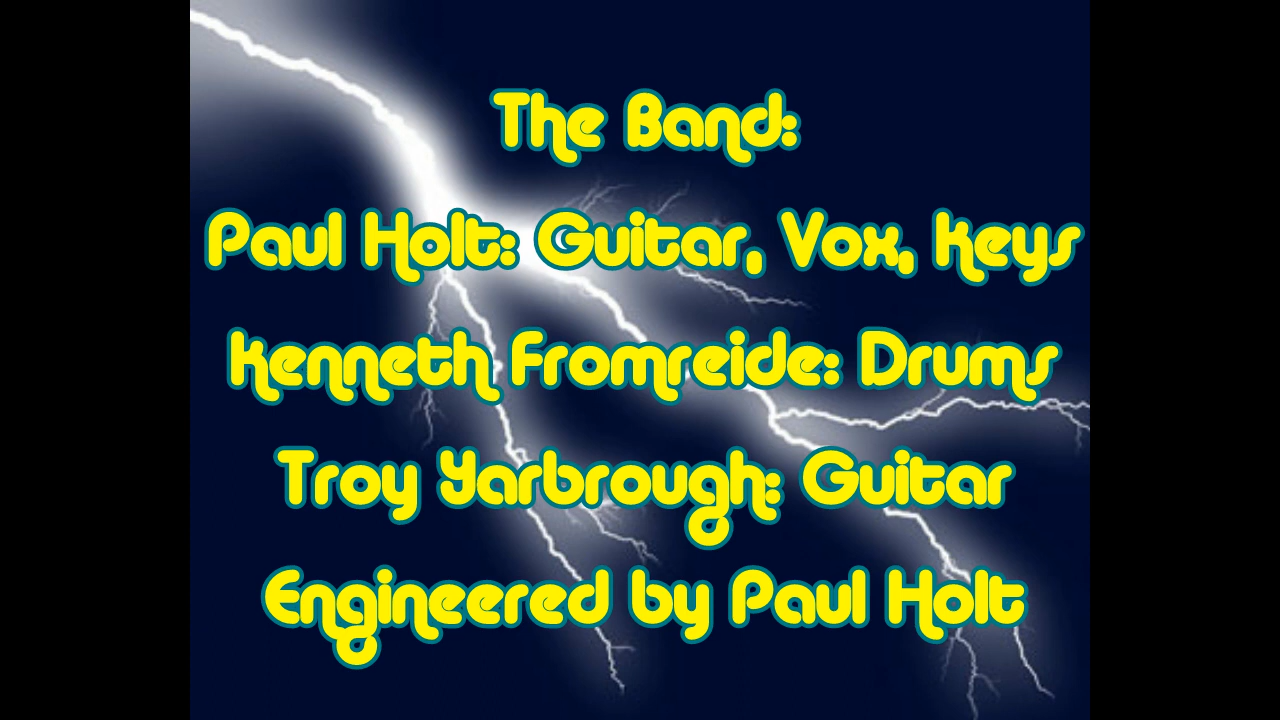 The Band:
Paul Holt: Guitar, Vox, Keys
Kenneth Fromreide: Drums
Troy Yarbrough: Guitar
Engineered by Paul Holt